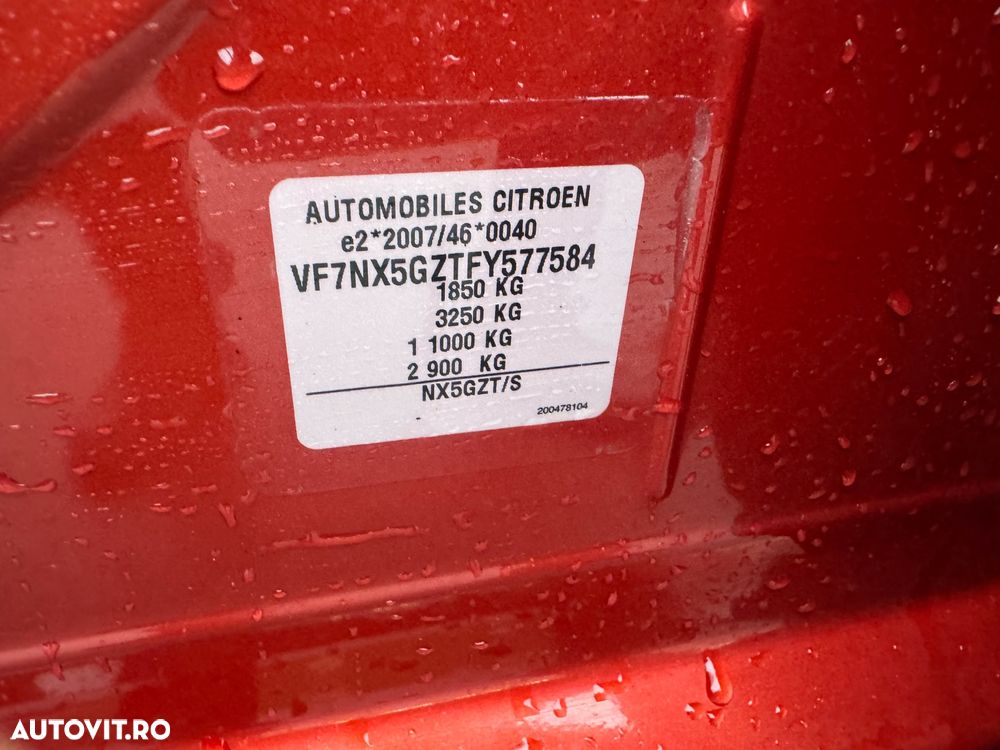 AUTOMOBILES CITROEN
e2*2007/46*0040
VF7NX5GZTFY577584
1850 KG
3250 KG
1 1000 KG
2 900 KG
NX5GZT/S
200478104
AUTOVIT.RO